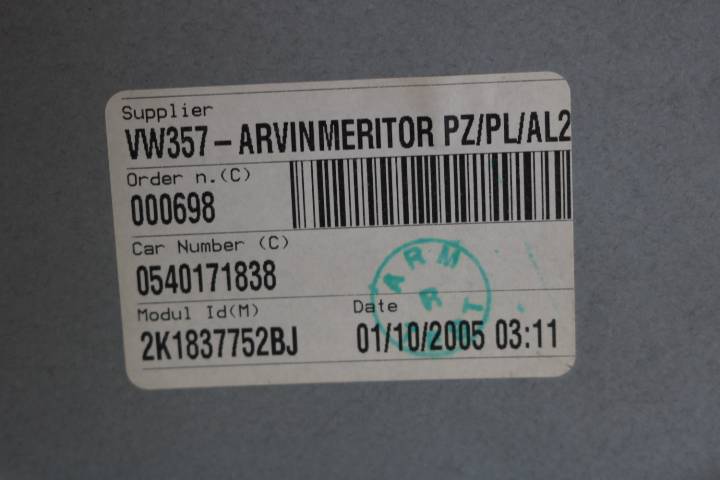 Supplier
VW357-ARVINMERITOR PZ/PL/AL2
Order n.(C)
000698
Car Number (C)
0540171838
Modul Id(M) Date
2K1837752BJ 01/10/2005 03:11
ARM